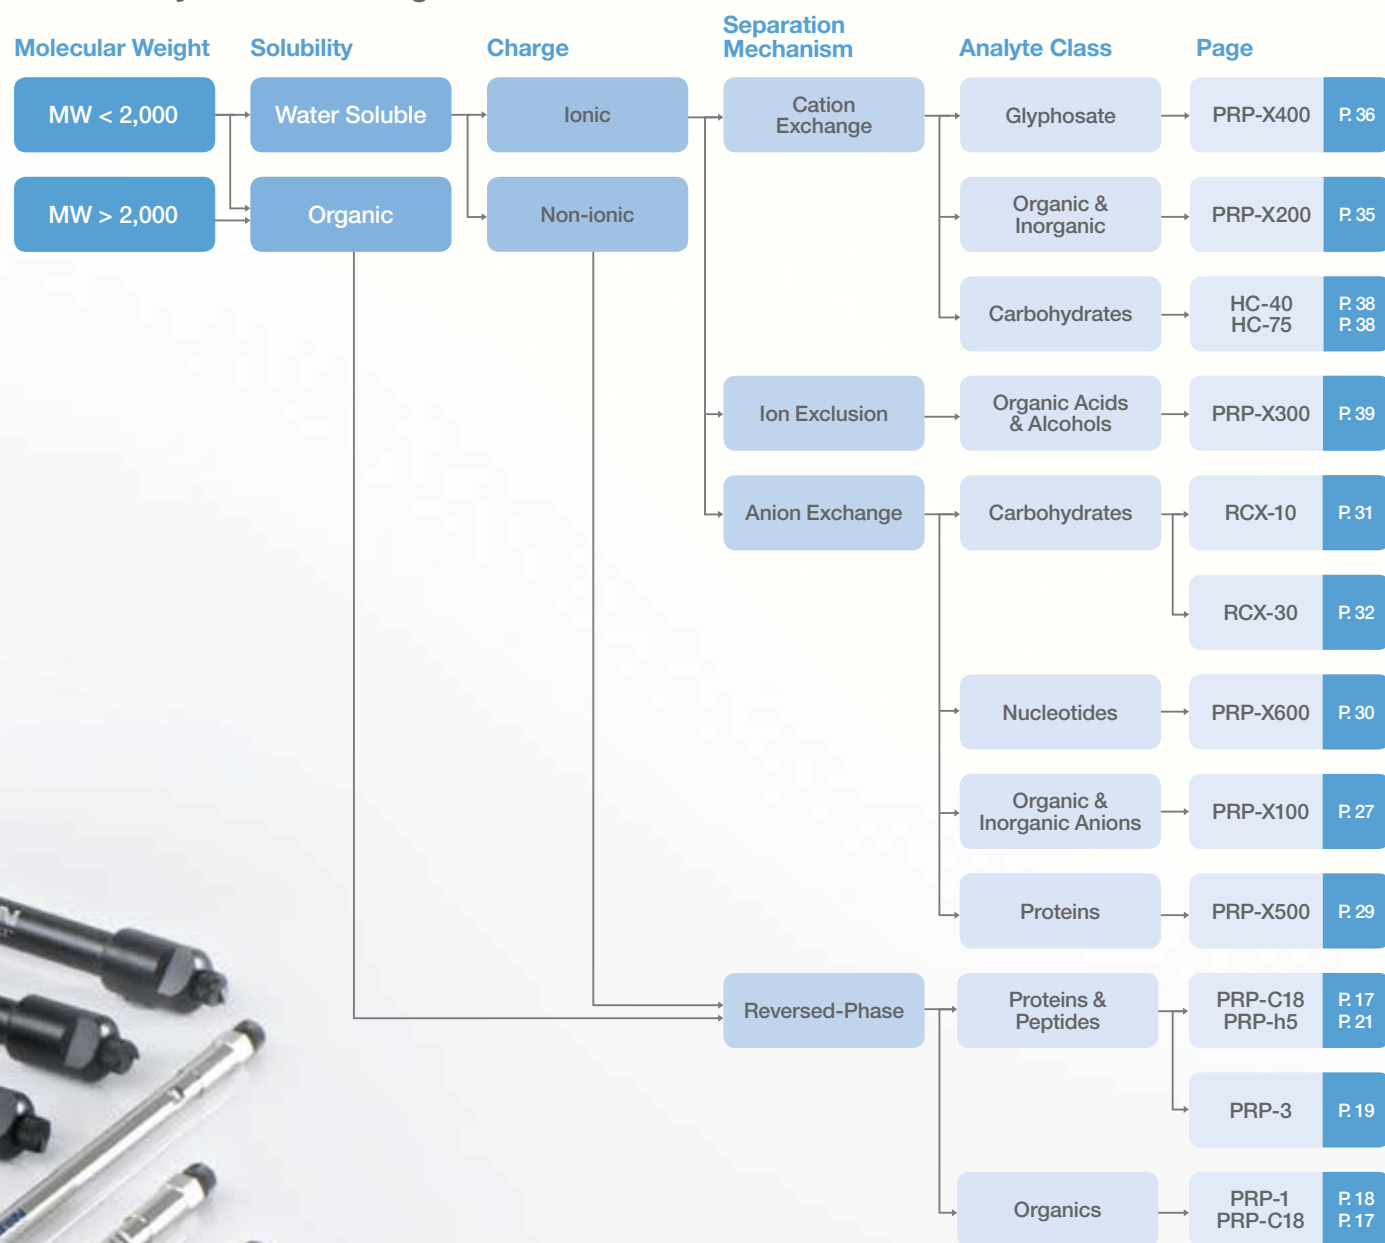 Separation
Mechanism
Molecular Weight
Solubility
Charge
Analyte Class
Page
MW < 2,000
Water Soluble
Ionic
Cation
Exchange
Glyphosate
PRP-X400
P. 36
MW > 2,000
Organic
Non-ionic
Organic &
Inorganic
PRP-X200
P. 35
Carbohydrates
HC-40
HC-75
P. 38
P. 38
Ion Exclusion
Organic Acids
& Alcohols
PRP-X300
P. 39
Anion Exchange
Carbohydrates
RCX-10
P. 31
RCX-30
P. 32
Nucleotides
PRP-X600
P. 30
Organic &
Inorganic Anions
PRP-X100
P. 27
Proteins
PRP-X500
P. 29
Reversed-Phase
Proteins &
Peptides
PRP-C18
PRP-h5
P. 17
P. 21
PRP-3
P. 19
Organics
PRP-1
PRP-C18
P. 18
P. 17